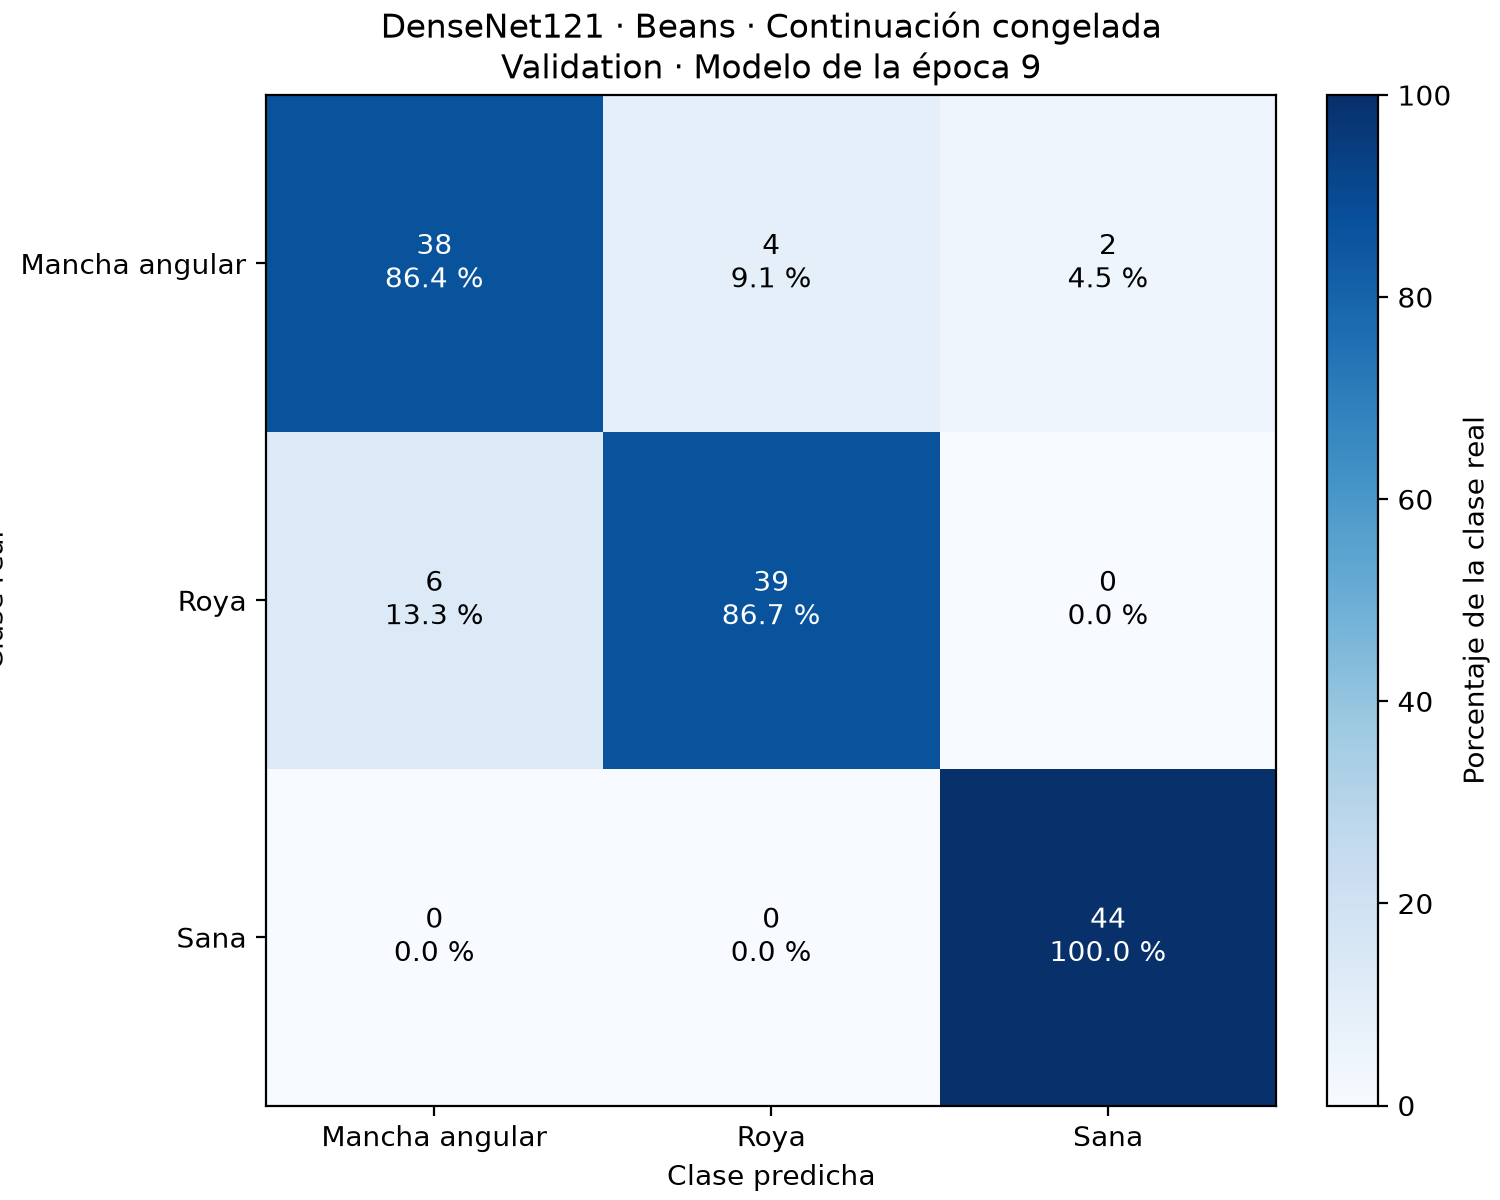 DenseNet121 · Beans · Continuación congelada
Validation · Modelo de la época 9
Mancha angular
38
86.4 %
4
9.1 %
2
4.5 %
Roya
6
13.3 %
39
86.7 %
0
0.0 %
Sana
0
0.0 %
0
0.0 %
44
100.0 %
Mancha angular
Roya
Sana
Clase predicha
100
80
60
40
20
0
Porcentaje de la clase real